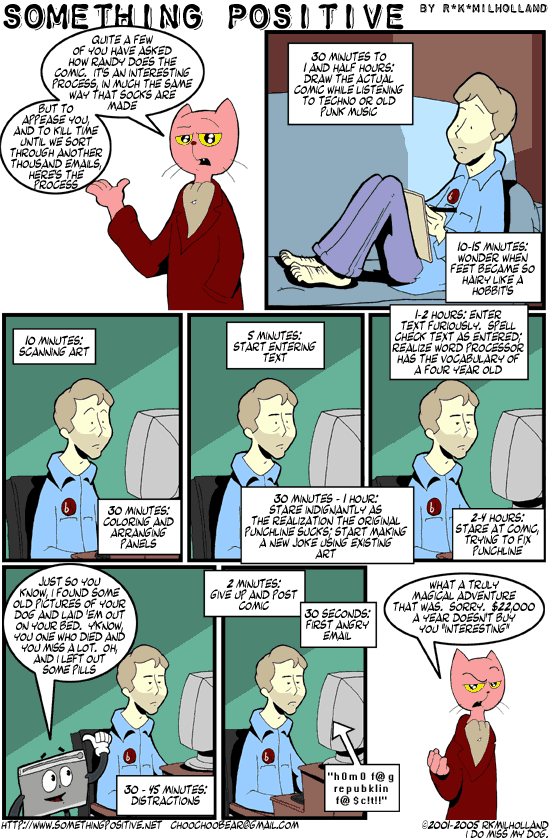 SOMETHING POSITIVE BY R*K*MILHOLLAND
QUITE A FEW
OF YOU HAVE ASKED
HOW RANDY DOES THE
COMIC. IT'S AN INTERESTING
PROCESS, IN MUCH THE SAME
WAY THAT SOCKS ARE
MADE
BUT TO
APPEASE YOU,
AND TO KILL TIME
UNTIL WE SORT
THROUGH ANOTHER
THOUSAND EMAILS,
HERE'S THE
PROCESS
30 MINUTES TO
1 AND HALF HOURS:
DRAW THE ACTUAL
COMIC WHILE LISTENING
TO TECHNO OR OLD
PUNK MUSIC
10-15 MINUTES:
WONDER WHEN
FEET BECAME SO
HAIRY LIKE A
HOBBIT'S
10 MINUTES:
SCANNING ART
30 MINUTES:
COLORING AND
ARRANGING
PANELS
5 MINUTES:
START ENTERING
TEXT
30 MINUTES - 1 HOUR:
STARE INDIGNANTLY AS
THE REALIZATION THE ORIGINAL
PUNCHLINE SUCKS; START MAKING
A NEW JOKE USING EXISTING
ART
1-2 HOURS: ENTER
TEXT FURIOUSLY. SPELL
CHECK TEXT AS ENTERED;
REALIZE WORD PROCESSOR
HAS THE VOCABULARY OF
A FOUR YEAR OLD
2-4 HOURS:
STARE AT COMIC,
TRYING TO FIX
PUNCHLINE
JUST SO YOU
KNOW, I FOUND SOME
OLD PICTURES OF YOUR
DOG AND LAID 'EM OUT
ON YOUR BED. Y'KNOW,
YOU ONE WHO DIED AND
YOU MISS A LOT. OH,
AND I LEFT OUT
SOME PILLS
30 - 45 MINUTES:
DISTRACTIONS
2 MINUTES:
GIVE UP AND POST
COMIC
30 SECONDS:
FIRST ANGRY
EMAIL
"h0m0 f@g
republklin
f@$c!t!!"
WHAT A TRULY
MAGICAL ADVENTURE
THAT WAS. SORRY. $22,000
A YEAR DOESN'T BUY
YOU "INTERESTING"
HTTP://WWW.SOMETHINGPOSITIVE.NET CHOOCHOOBEAR@GMAIL.COM
©2001-2005 RKMILHOLLAND
I DO MISS MY DOG.